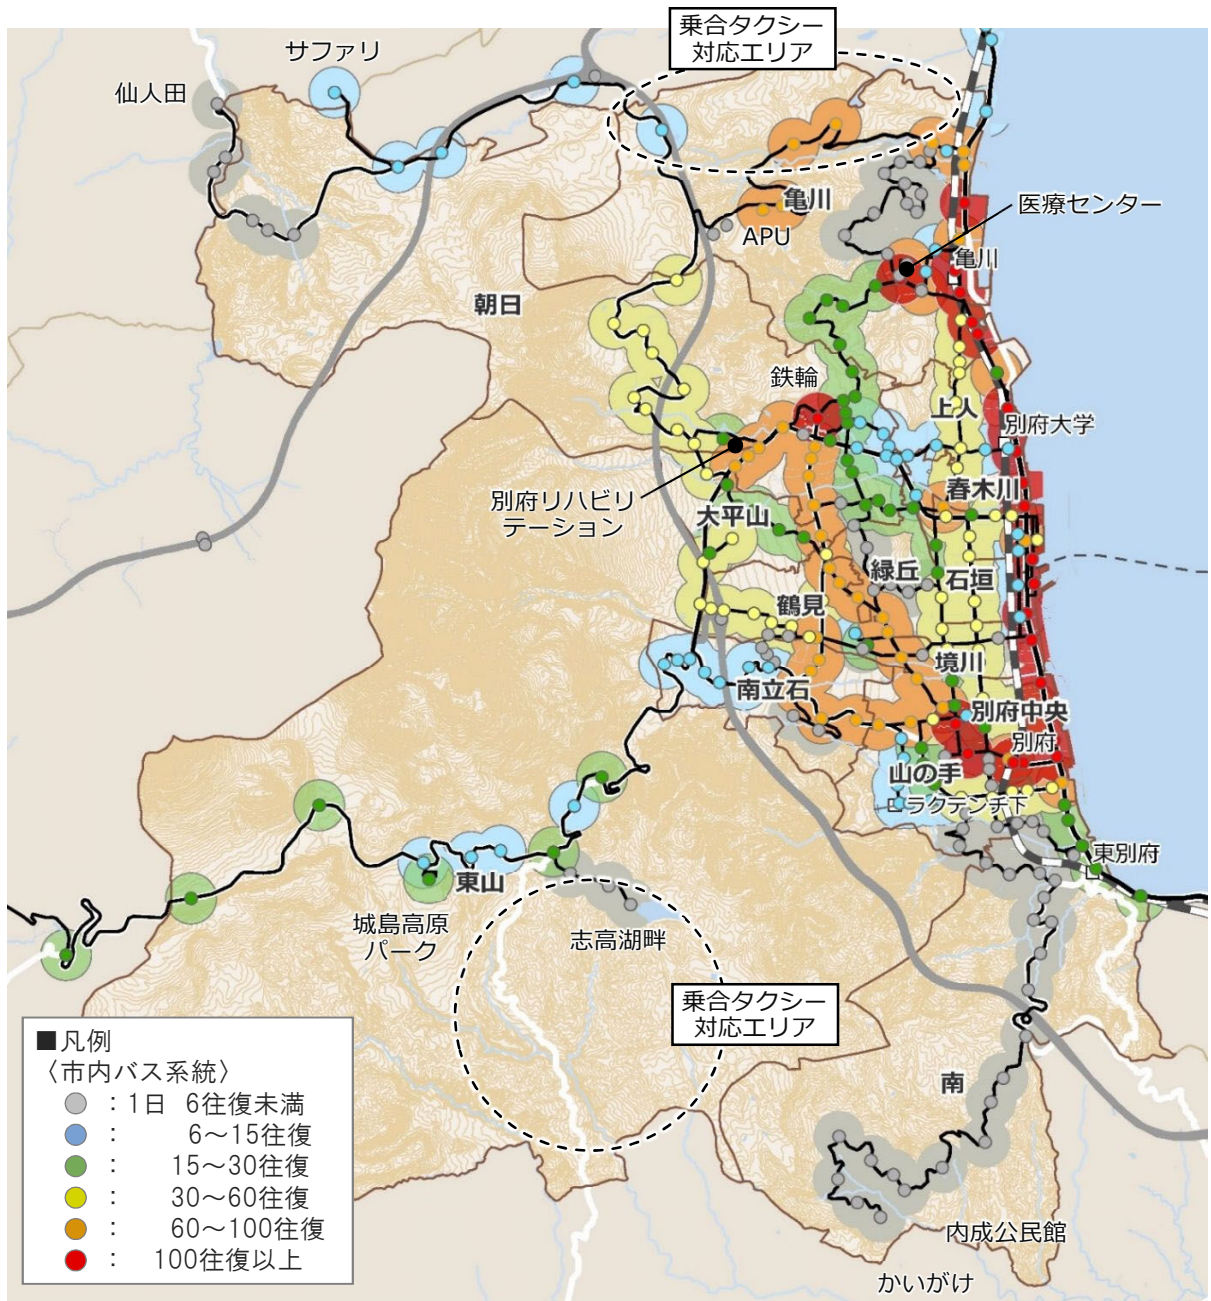 乗合タクシー
対応エリア
サファリ
仙人田
医療センター
亀川
APU
亀川
朝日
鉄輪
上人
別府大学
別府リハビリ
テーション
春木川
大平山
緑丘
石垣
鶴見
境川
南立石
別府中央
別府
山の手
ラクテンチ下
東別府
東山
城島高原
パーク
志高湖畔
乗合タクシー
対応エリア
南
内成公民館
かいがけ
■凡例
〈市内バス系統〉
：1日 6往復未満
： 6～15往復
： 15～30往復
： 30～60往復
： 60～100往復
： 100往復以上